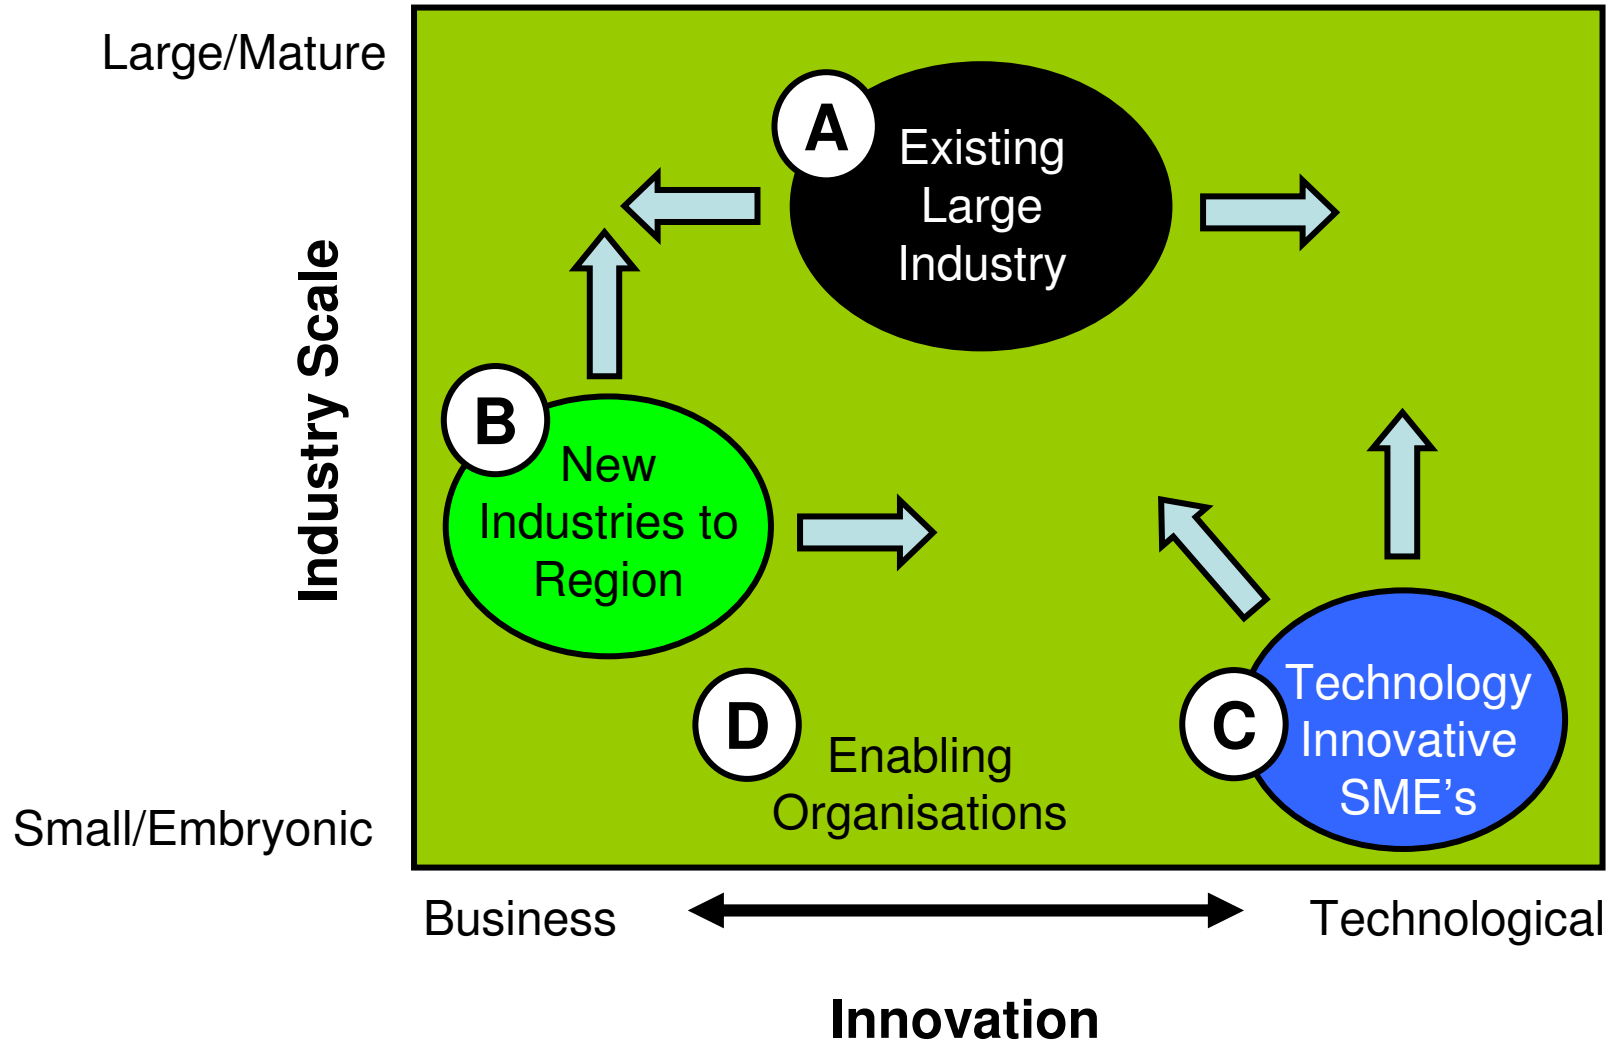 Large/Mature
A
Existing
Large
Industry
Industry Scale
B
New
Industries to
Region
D
Enabling
Organisations
C
Technology
Innovative
SME’s
Small/Embryonic
Business
Technological
Innovation